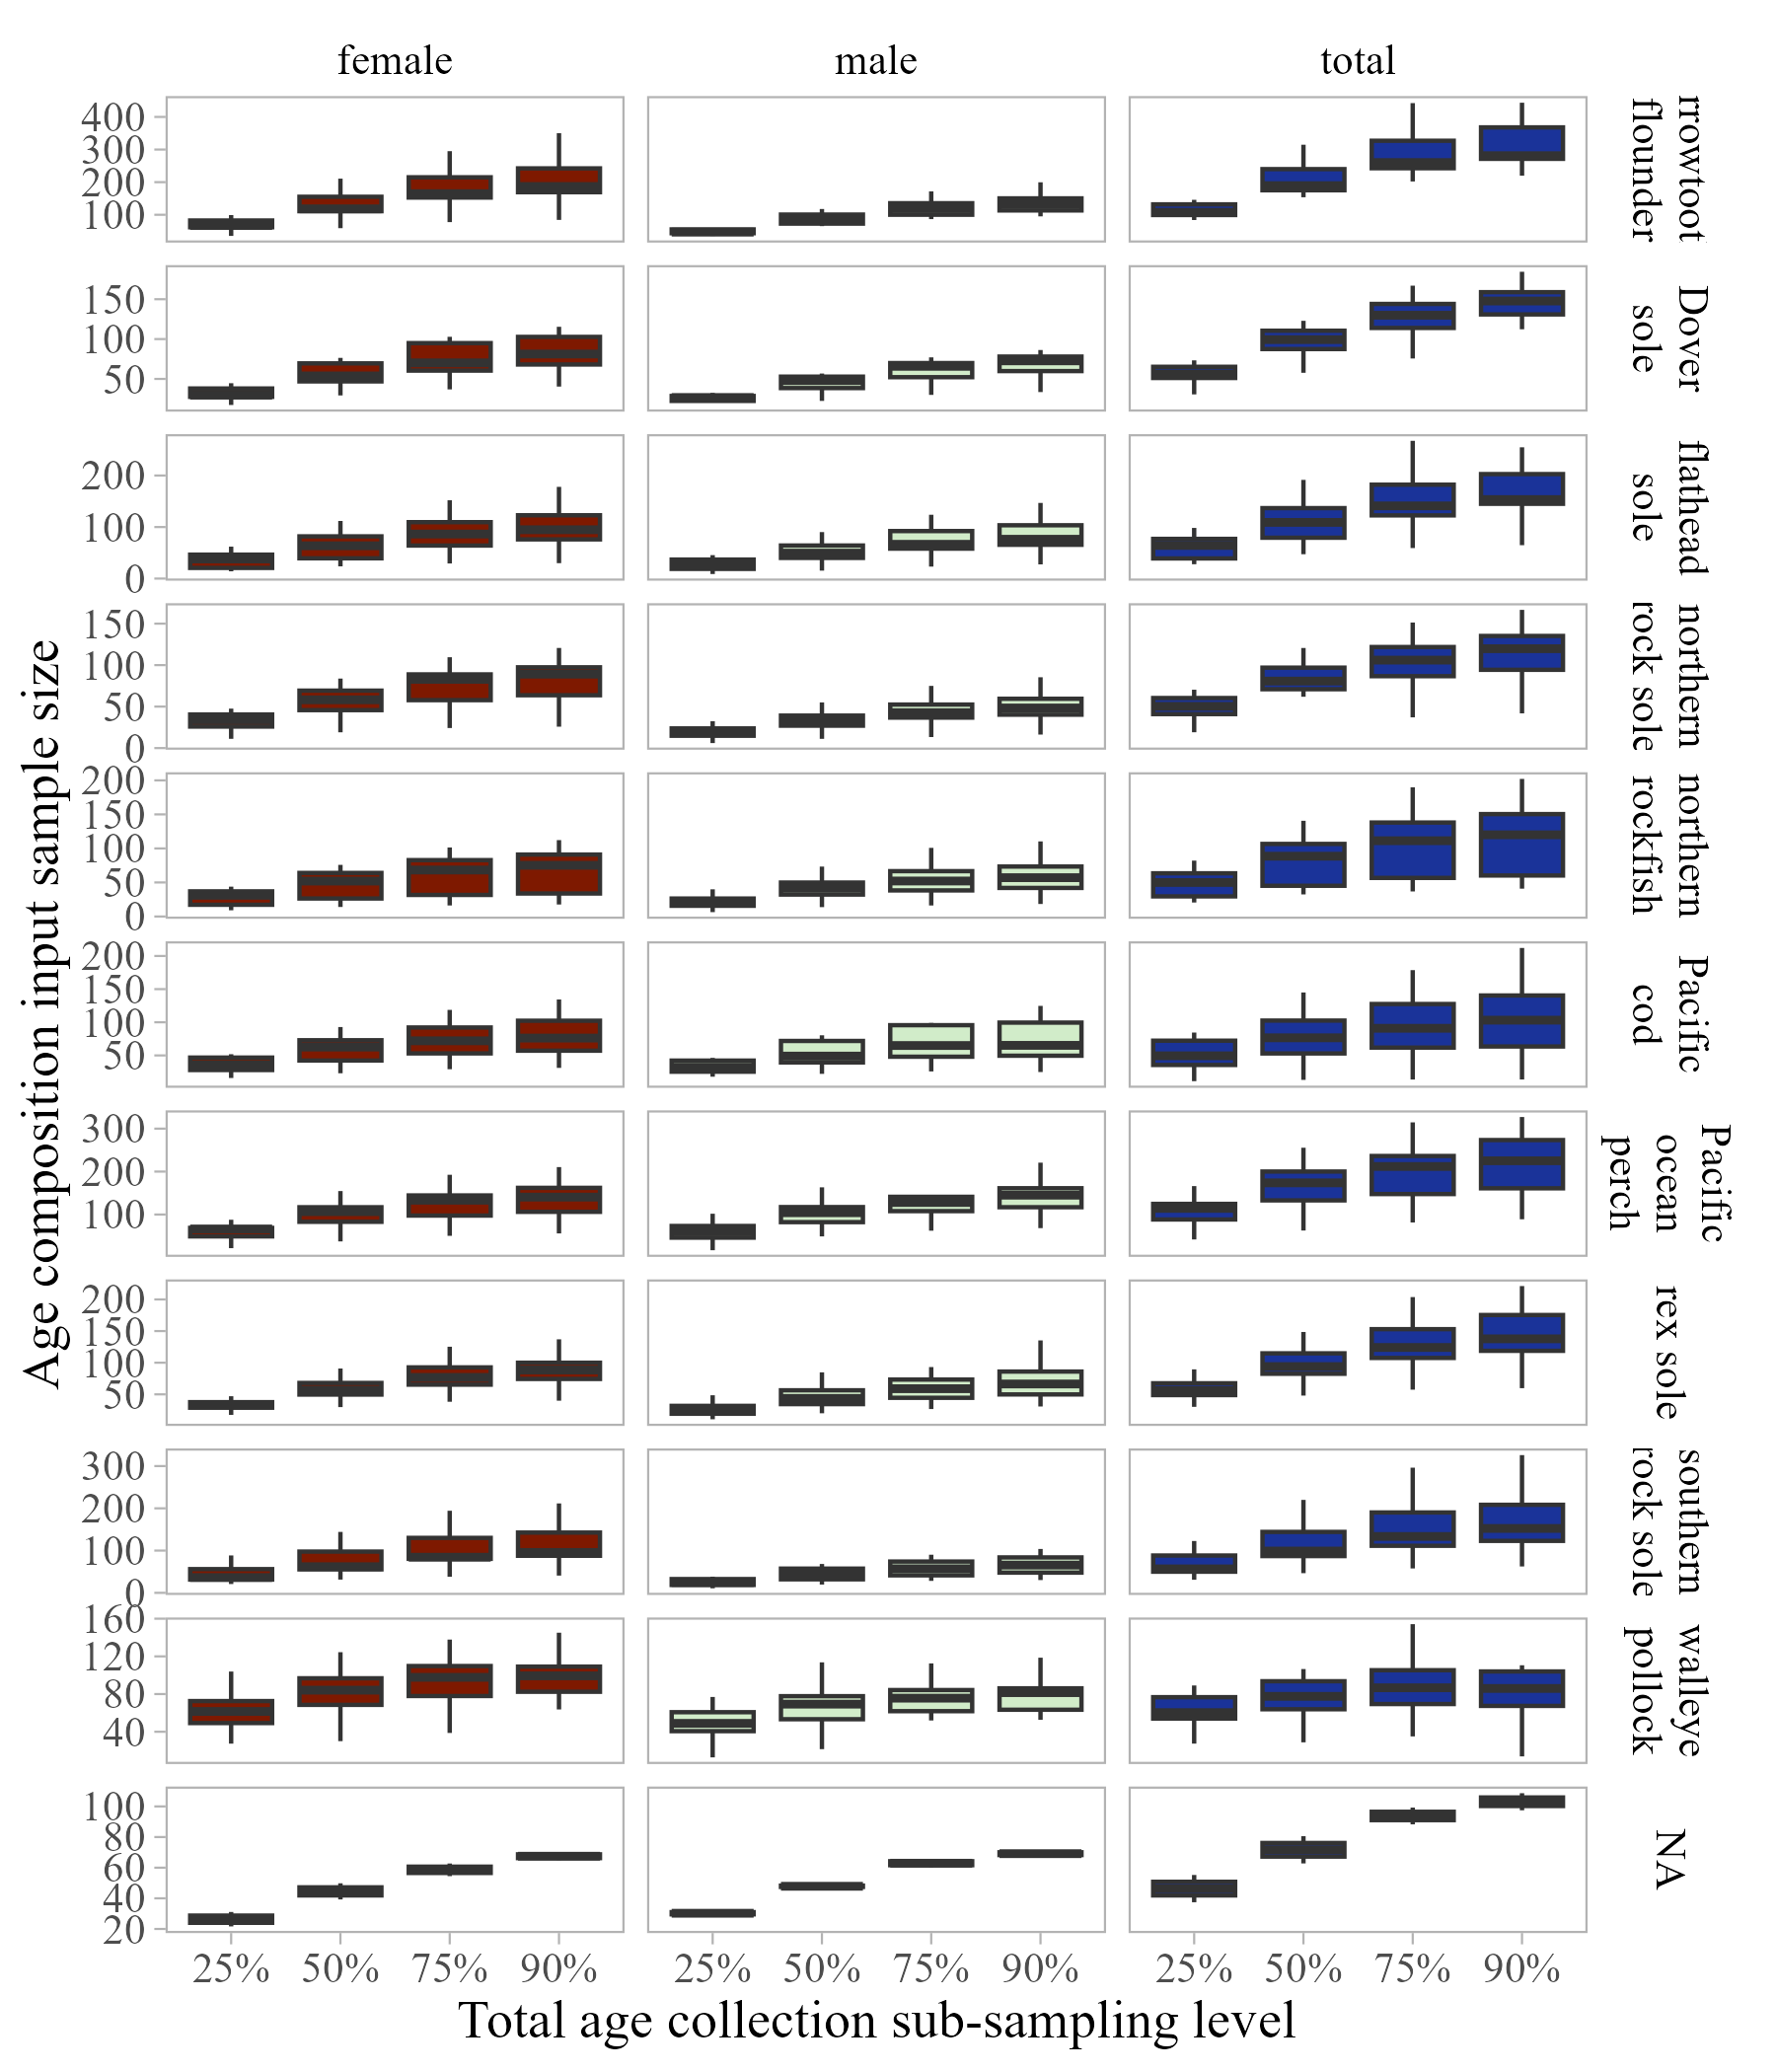 female male total
400
300
200
100
rrowtoot
flounder
150
100
50
Dover
sole
200
100
0
flathead
sole
150
100
50
0
northern
rock sole
200
150
100
50
0
northern
rockfish
200
150
100
50
Pacific
cod
300
200
100
Pacific
ocean
perch
200
150
100
50
rex sole
300
200
100
0
southern
rock sole
160
120
80
40
walleye
pollock
100
80
60
40
20
NA
25% 50% 75% 90% 25% 50% 75% 90% 25% 50% 75% 90%
Total age collection sub-sampling level
Age composition input sample size